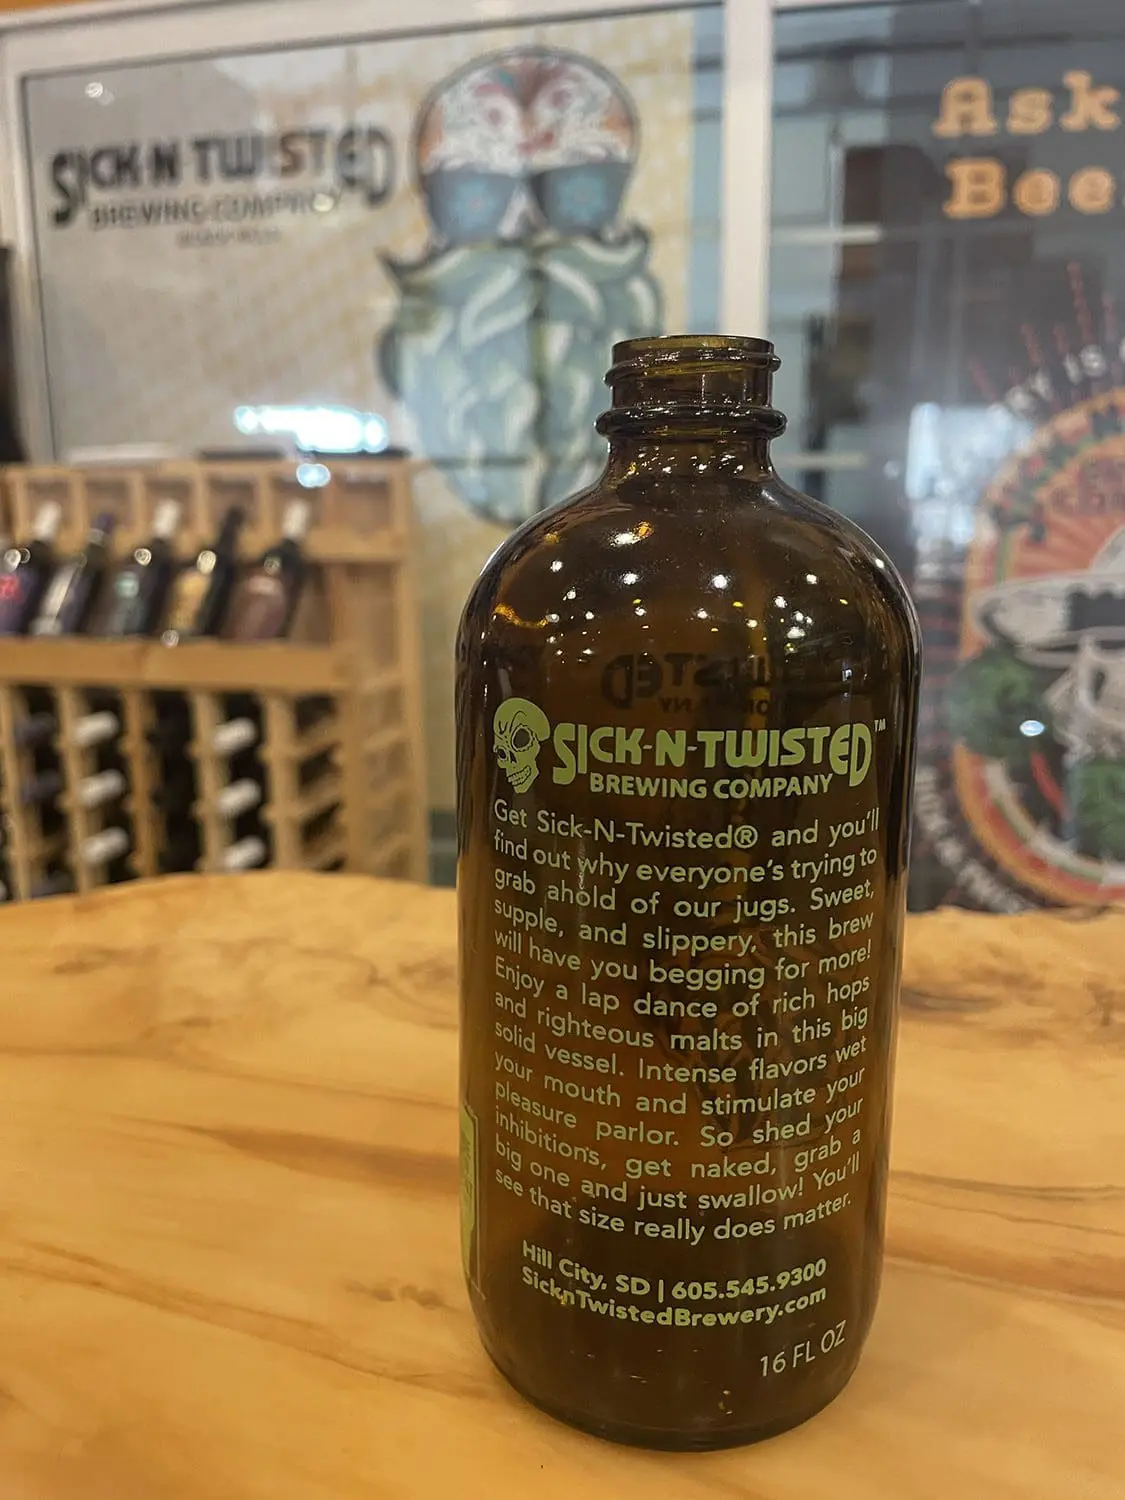 SICK-N-TWISTED
BREWING COMPANY
Ask
Bee
RY IS
SICK-N-TWISTED™
BREWING COMPANY
Get Sick-N-Twisted® and you'll
find out why everyone's trying to
grab ahold of our jugs. Sweet,
supple, and slippery, this brew
will have you begging for more!
Enjoy a lap dance of rich hops
and righteous malts in this big
solid vessel. Intense flavors wet
your mouth and stimulate your
pleasure parlor. So shed your
inhibitions, get naked, grab a
big one and just swallow! You'll
see that size really does matter.
Hill City, SD | 605.545.9300
SicknTwistedBrewery.com
16 FL OZ